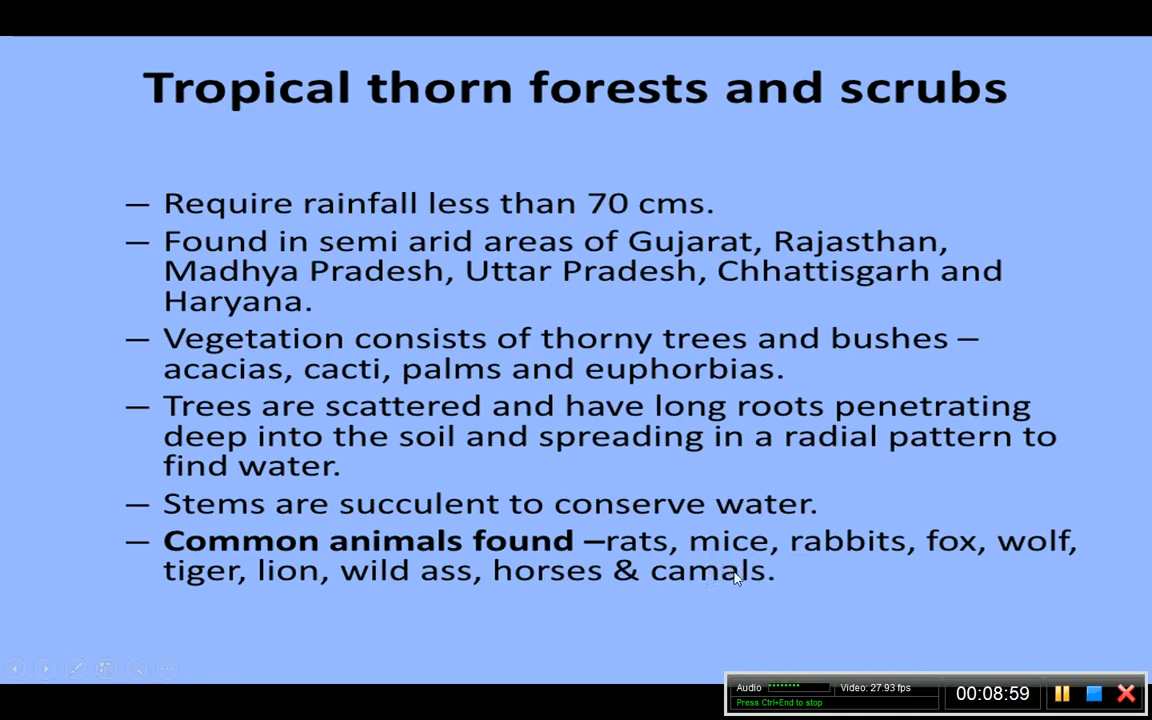 Tropical thorn forests and scrubs
– Require rainfall less than 70 cms.
– Found in semi arid areas of Gujarat, Rajasthan,
Madhya Pradesh, Uttar Pradesh, Chhattisgarh and
Haryana.
– Vegetation consists of thorny trees and bushes –
acacias, cacti, palms and euphorbias.
– Trees are scattered and have long roots penetrating
deep into the soil and spreading in a radial pattern to
find water.
– Stems are succulent to conserve water.
– Common animals found –rats, mice, rabbits, fox, wolf,
tiger, lion, wild ass, horses & camals.
Audio Video: 27.93 fps
Press Ctrl+End to stop
00:08:59